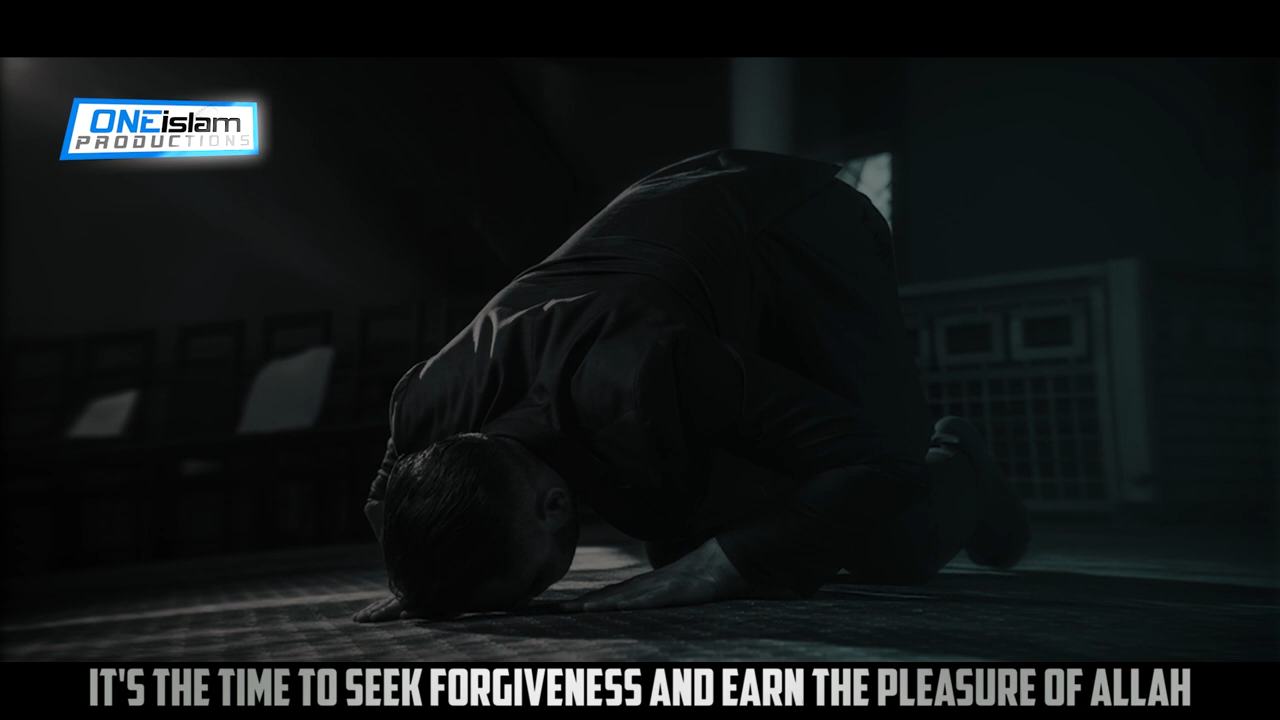 ONEislam
PRODUCTIONS
IT'S THE TIME TO SEEK FORGIVENESS AND EARN THE PLEASURE OF ALLAH